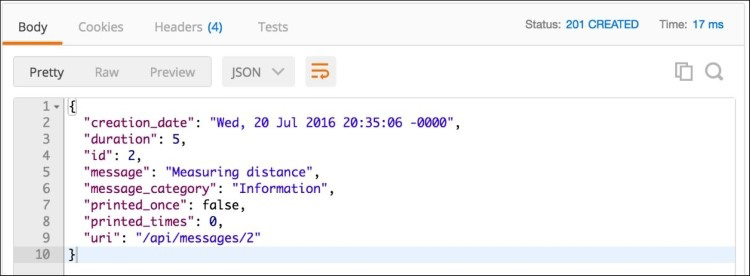 Body Cookies Headers (4) Tests Status: 201 CREATED Time: 17 ms
Pretty Raw Preview JSON
1 {
2 "creation_date": "Wed, 20 Jul 2016 20:35:06 -0000",
3 "duration": 5,
4 "id": 2,
5 "message": "Measuring distance",
6 "message_category": "Information",
7 "printed_once": false,
8 "printed_times": 0,
9 "uri": "/api/messages/2"
10 }